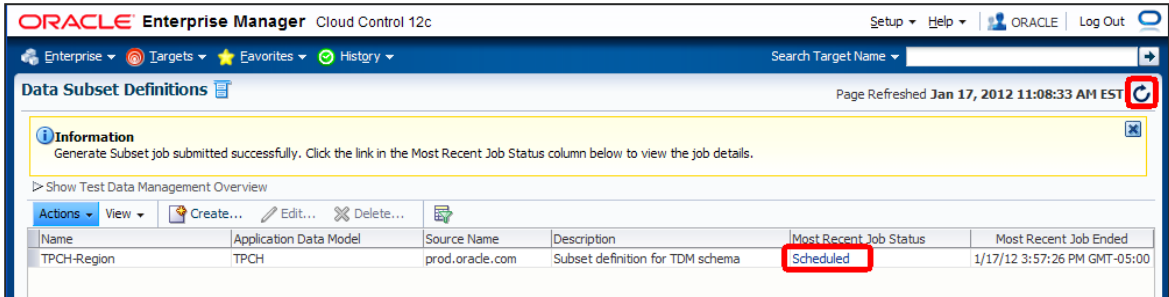 ORACLE Enterprise Manager Cloud Control 12c Setup Help ORACLE Log Out
Enterprise Targets Favorites History Search Target Name
Data Subset Definitions Page Refreshed Jan 17, 2012 11:08:33 AM EST
Information
Generate Subset job submitted successfully. Click the link in the Most Recent Job Status column below to view the job details.
Show Test Data Management Overview
Actions View Create... Edit... Delete...
Name Application Data Model Source Name Description Most Recent Job Status Most Recent Job Ended
TPCH-Region TPCH prod.oracle.com Subset definition for TDM schema Scheduled 1/17/12 3:57:26 PM GMT-05:00